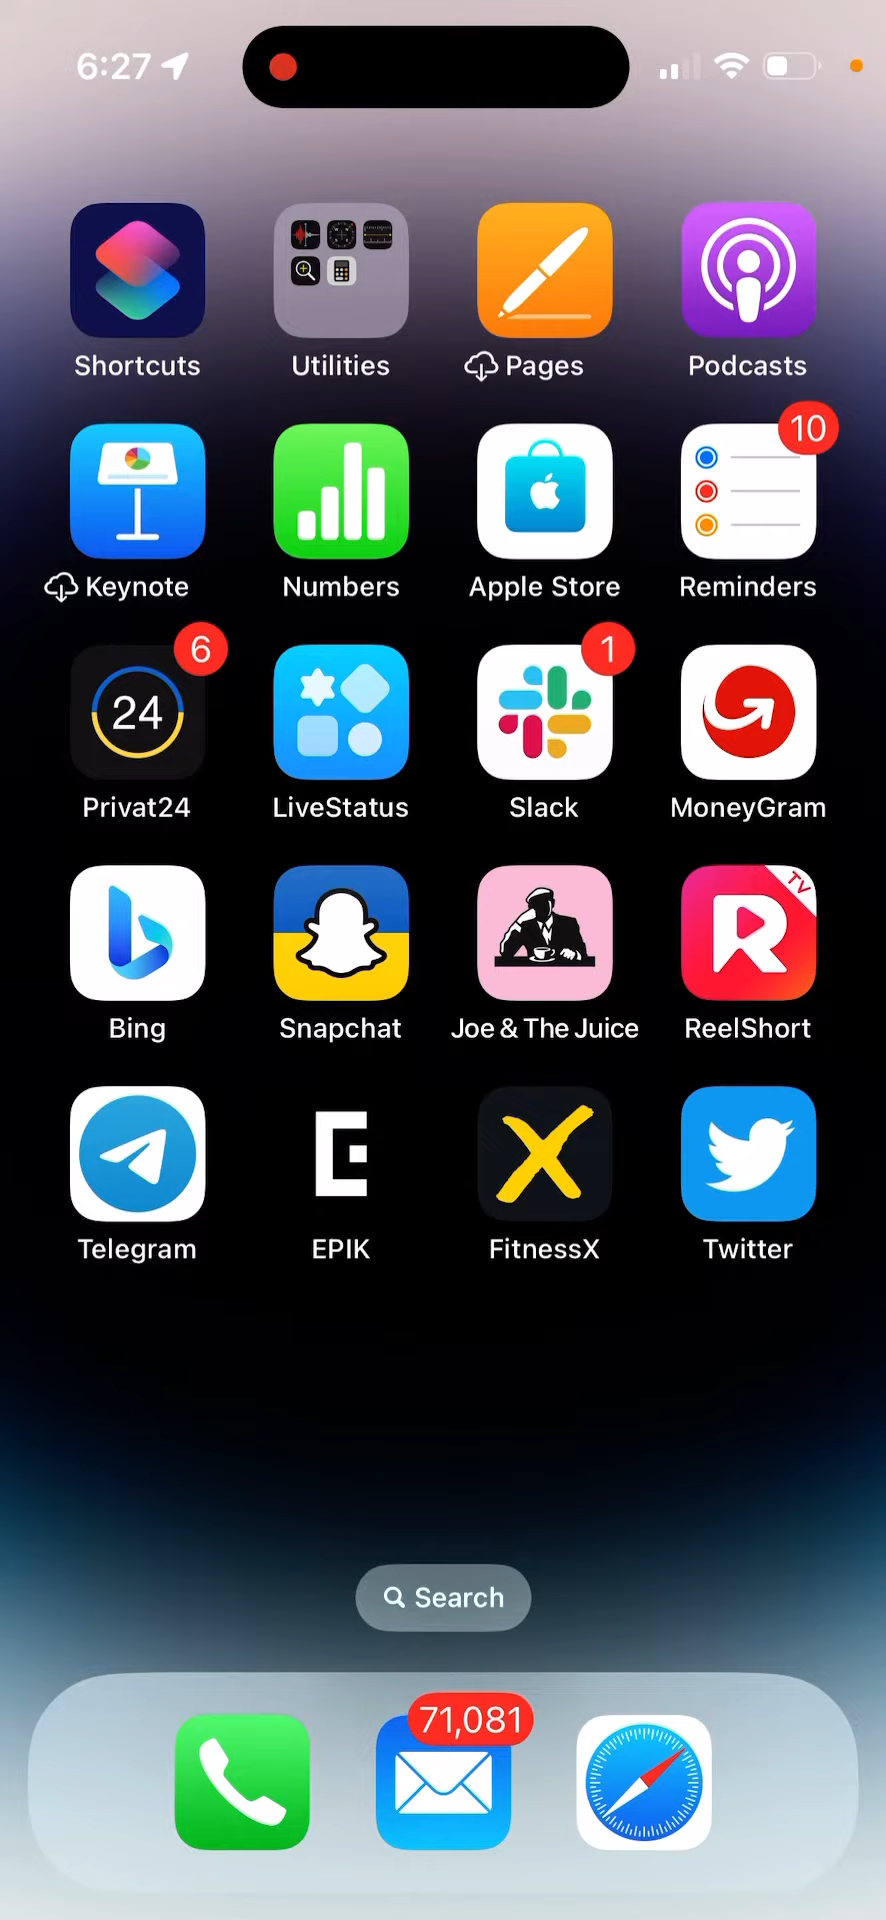 6:27
Shortcuts
Utilities
Pages
Podcasts
10
Keynote
Numbers
Apple Store
Reminders
6
1
24
Privat24
LiveStatus
Slack
MoneyGram
TV
R
Bing
Snapchat
Joe & The Juice
ReelShort
Telegram
EPIK
FitnessX
Twitter
Search
71,081